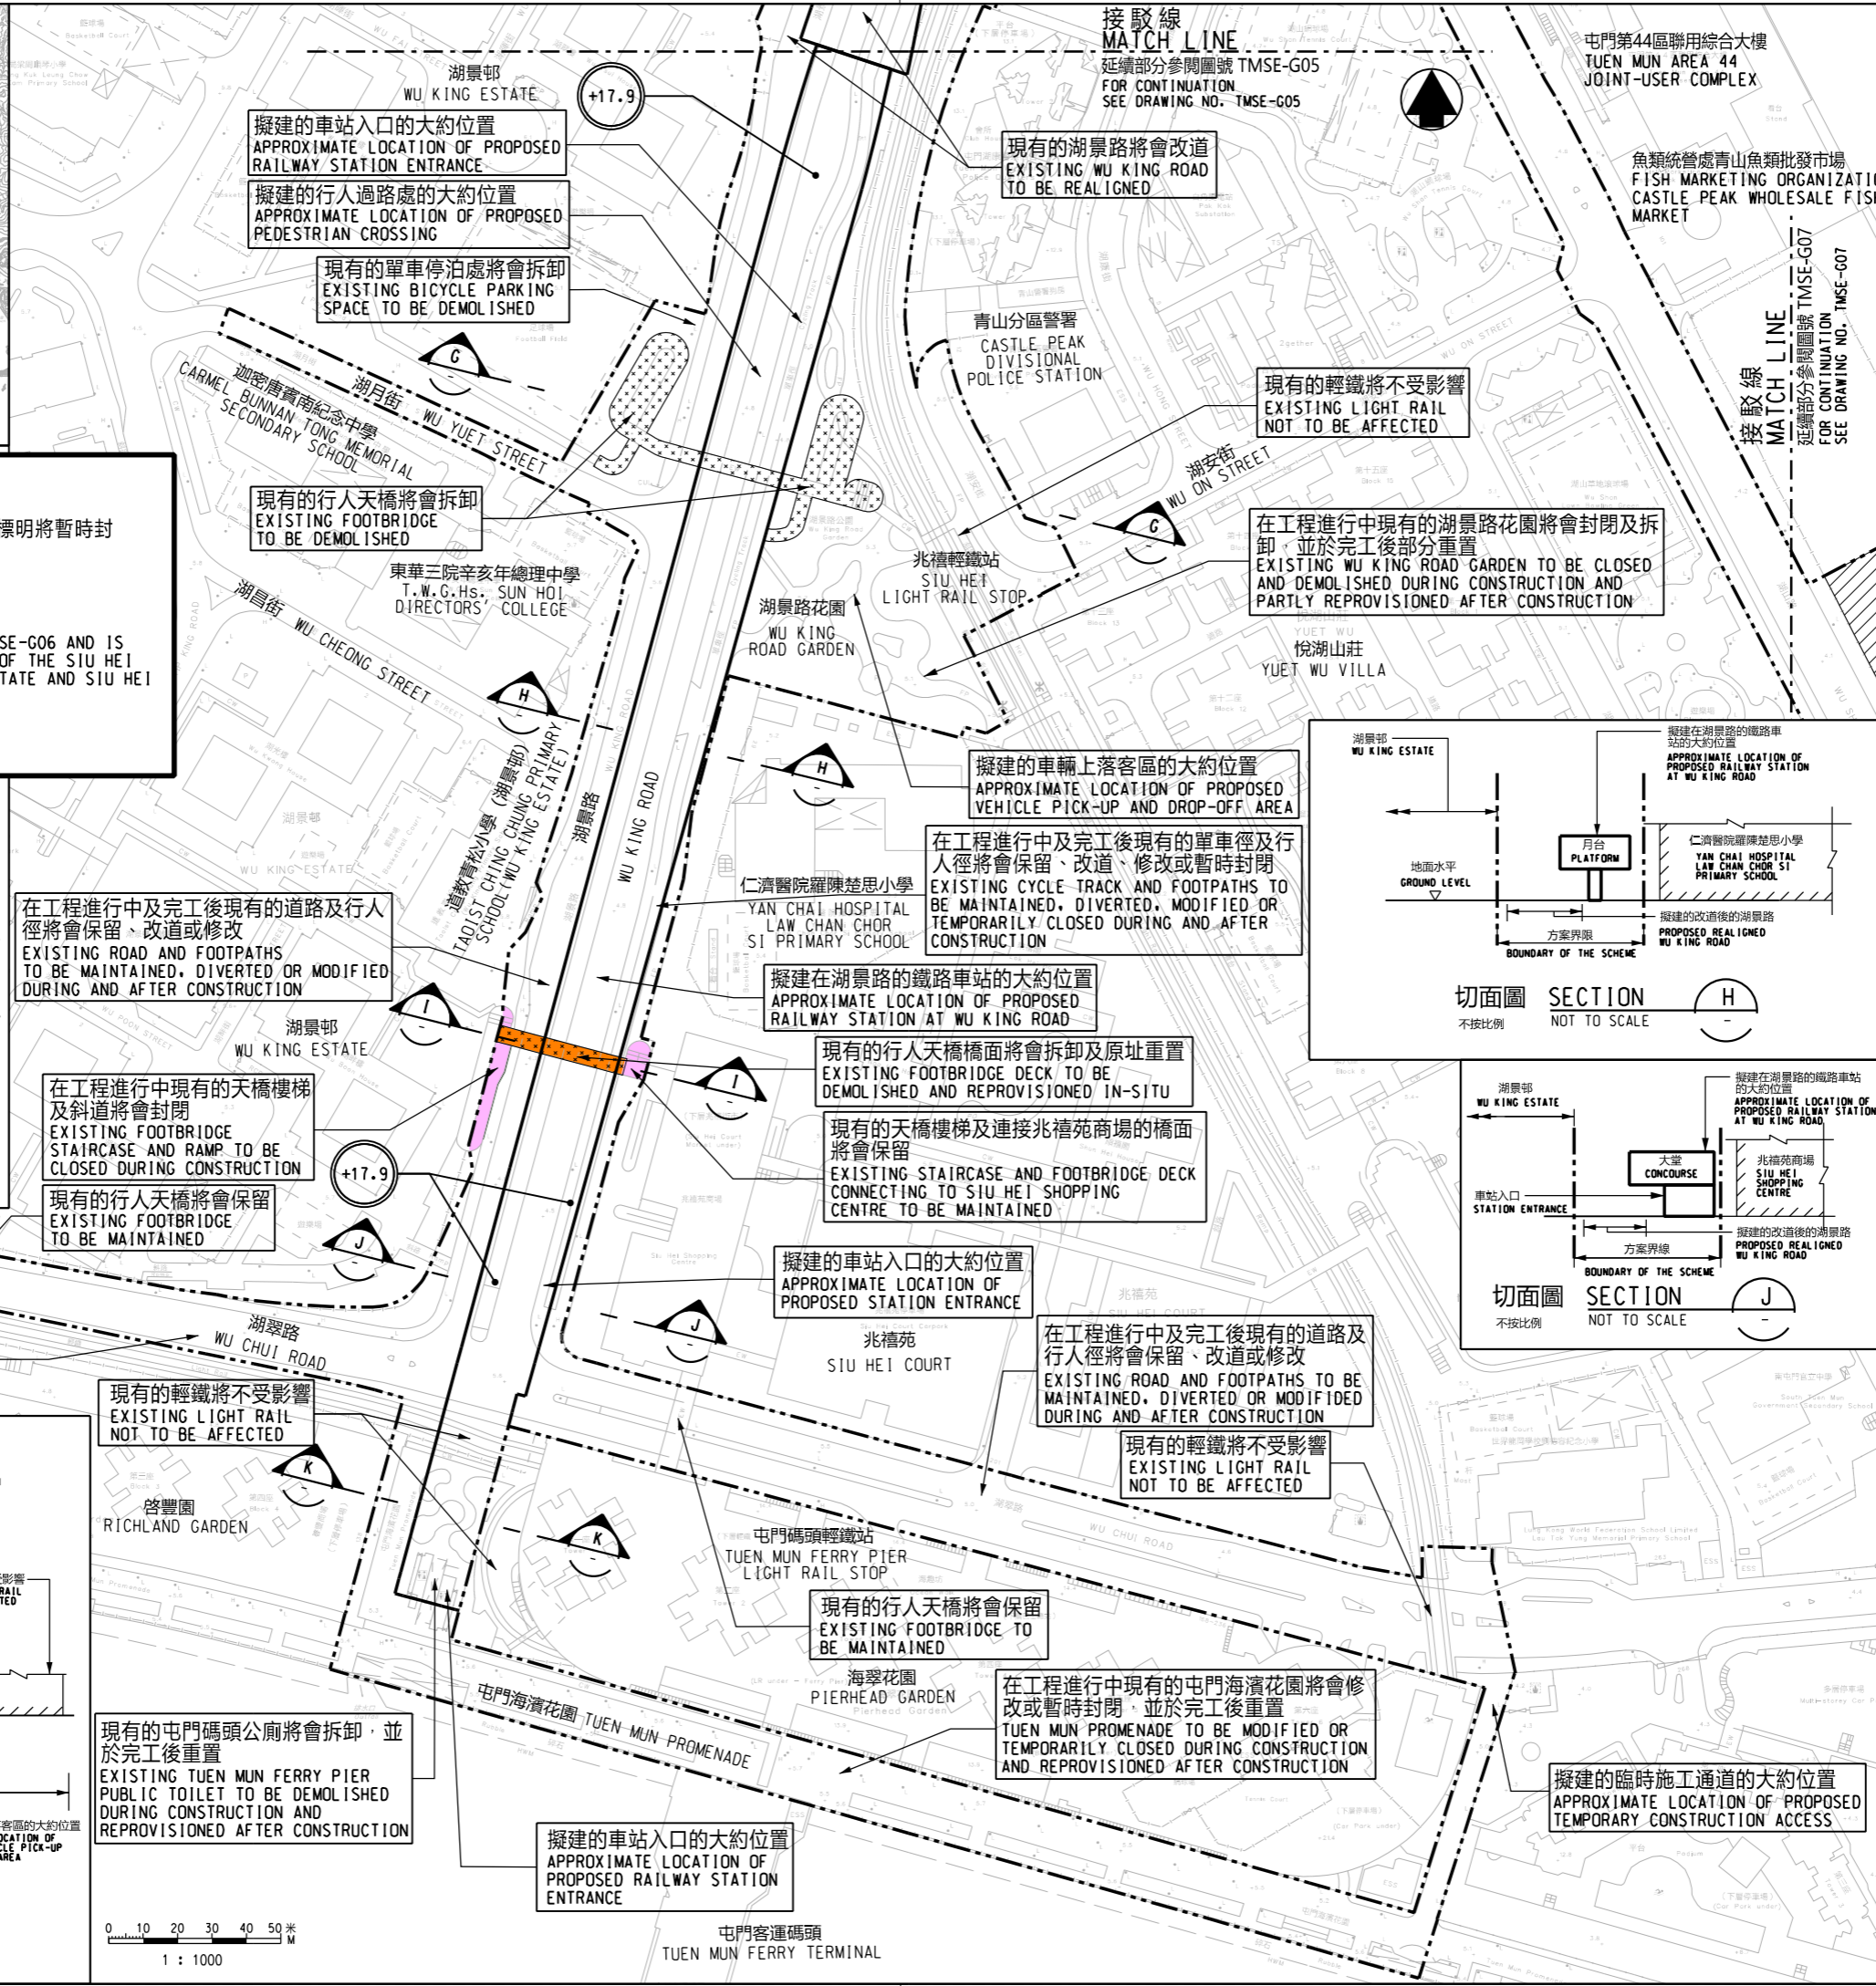 接駁線
MATCH LINE
延續部分參閱圖號 TMSE-G05
FOR CONTINUATION
SEE DRAWING NO. TMSE-G05
屯門第44區聯用綜合大樓
TUEN MUN AREA 44
JOINT-USER COMPLEX
魚類統營處青山魚類批發市場
FISH MARKETING ORGANIZATIO
CASTLE PEAK WHOLESALE FISH
MARKET
接駁線
MATCH LINE
延續部分參閱圖號 TMSE-G07
FOR CONTINUATION
SEE DRAWING NO. TMSE-G07
湖景邨
WU KING ESTATE
+17.9
擬建的車站入口的大約位置
APPROXIMATE LOCATION OF PROPOSED
RAILWAY STATION ENTRANCE
擬建的行人過路處的大約位置
APPROXIMATE LOCATION OF PROPOSED
PEDESTRIAN CROSSING
現有的單車停泊處將會拆卸
EXISTING BICYCLE PARKING
SPACE TO BE DEMOLISHED
現有的湖景路將會改道
EXISTING WU KING ROAD
TO BE REALIGNED
青山分區警署
CASTLE PEAK
DIVISIONAL
POLICE STATION
G
湖月街 WU YUET STREET
迦密唐賓南紀念中學
CARMEL BUNNAN TONG MEMORIAL
SECONDARY SCHOOL
現有的輕鐵將不受影響
EXISTING LIGHT RAIL
NOT TO BE AFFECTED
湖安街
WU ON STREET
G
現有的行人天橋將會拆卸
EXISTING FOOTBRIDGE
TO BE DEMOLISHED
在工程進行中現有的湖景路花園將會封閉及拆
卸，並於完工後部分重置
EXISTING WU KING ROAD GARDEN TO BE CLOSED
AND DEMOLISHED DURING CONSTRUCTION AND
PARTLY REPROVISIONED AFTER CONSTRUCTION
標明將暫時封
SE-G06 AND IS
OF THE SIU HEI
TATE AND SIU HEI
東華三院辛亥年總理中學
T.W.G.Hs. SUN HOI
DIRECTORS' COLLEGE
湖昌街
WU CHEONG STREET
兆禧輕鐵站
SIU HEI
LIGHT RAIL STOP
湖景路花園
WU KING
ROAD GARDEN
悅湖山莊
YUET WU VILLA
H
H
道教青松小學 (湖景邨)
TAOIST CHING CHUNG PRIMARY
SCHOOL (WU KING ESTATE)
湖景路
WU KING ROAD
擬建的車輛上落客區的大約位置
APPROXIMATE LOCATION OF PROPOSED
VEHICLE PICK-UP AND DROP-OFF AREA
在工程進行中及完工後現有的單車徑及行
人徑將會保留、改道、修改或暫時封閉
EXISTING CYCLE TRACK AND FOOTPATHS TO
BE MAINTAINED, DIVERTED, MODIFIED OR
TEMPORARILY CLOSED DURING AND AFTER
CONSTRUCTION
仁濟醫院羅陳楚思小學
YAN CHAI HOSPITAL
LAW CHAN CHOR
SI PRIMARY SCHOOL
湖景邨
WU KING ESTATE
擬建在湖景路的鐵路車
站的大約位置
APPROXIMATE LOCATION OF
PROPOSED RAILWAY STATION
AT WU KING ROAD
月台
PLATFORM
仁濟醫院羅陳楚思小學
YAN CHAI HOSPITAL
LAW CHAN CHOR SI
PRIMARY SCHOOL
地面水平
GROUND LEVEL
擬建的改道後的湖景路
PROPOSED REALIGNED
WU KING ROAD
方案界限
BOUNDARY OF THE SCHEME
切面圖 SECTION H
不按比例 NOT TO SCALE -
在工程進行中及完工後現有的道路及行人
徑將會保留、改道或修改
EXISTING ROAD AND FOOTPATHS
TO BE MAINTAINED, DIVERTED OR MODIFIED
DURING AND AFTER CONSTRUCTION
擬建在湖景路的鐵路車站的大約位置
APPROXIMATE LOCATION OF PROPOSED
RAILWAY STATION AT WU KING ROAD
I
湖景邨
WU KING ESTATE
現有的行人天橋橋面將會拆卸及原址重置
EXISTING FOOTBRIDGE DECK TO BE
DEMOLISHED AND REPROVISIONED IN-SITU
I
在工程進行中現有的天橋樓梯
及斜道將會封閉
EXISTING FOOTBRIDGE
STAIRCASE AND RAMP TO BE
CLOSED DURING CONSTRUCTION
現有的天橋樓梯及連接兆禧苑商場的橋面
將會保留
EXISTING STAIRCASE AND FOOTBRIDGE DECK
CONNECTING TO SIU HEI SHOPPING
CENTRE TO BE MAINTAINED
+17.9
現有的行人天橋將會保留
EXISTING FOOTBRIDGE
TO BE MAINTAINED
J
湖景邨
WU KING ESTATE
擬建在湖景路的鐵路車站
的大約位置
APPROXIMATE LOCATION OF
PROPOSED RAILWAY STATION
AT WU KING ROAD
大堂
CONCOURSE
兆禧苑商場
SIU HEI
SHOPPING
CENTRE
車站入口
STATION ENTRANCE
擬建的改道後的湖景路
PROPOSED REALIGNED
WU KING ROAD
方案界線
BOUNDARY OF THE SCHEME
切面圖 SECTION J
不按比例 NOT TO SCALE -
擬建的車站入口的大約位置
APPROXIMATE LOCATION OF
PROPOSED STATION ENTRANCE
J
兆禧苑
SIU HEI COURT
湖翠路
WU CHUI ROAD
在工程進行中及完工後現有的道路及
行人徑將會保留、改道或修改
EXISTING ROAD AND FOOTPATHS TO BE
MAINTAINED, DIVERTED OR MODIFIDED
DURING AND AFTER CONSTRUCTION
現有的輕鐵將不受影響
EXISTING LIGHT RAIL
NOT TO BE AFFECTED
現有的輕鐵將不受影響
EXISTING LIGHT RAIL
NOT TO BE AFFECTED
K
啓豐園
RICHLAND GARDEN
K
湖翠路
WU CHUI ROAD
屯門碼頭輕鐵站
TUEN MUN FERRY PIER
LIGHT RAIL STOP
現有的行人天橋將會保留
EXISTING FOOTBRIDGE TO
BE MAINTAINED
海翠花園
PIERHEAD GARDEN
屯門海濱花園 TUEN MUN PROMENADE
在工程進行中現有的屯門海濱花園將會修
改或暫時封閉，並於完工後重置
TUEN MUN PROMENADE TO BE MODIFIED OR
TEMPORARILY CLOSED DURING CONSTRUCTION
AND REPROVISIONED AFTER CONSTRUCTION
現有的屯門碼頭公廁將會拆卸，並
於完工後重置
EXISTING TUEN MUN FERRY PIER
PUBLIC TOILET TO BE DEMOLISHED
DURING CONSTRUCTION AND
REPROVISIONED AFTER CONSTRUCTION
擬建的臨時施工通道的大約位置
APPROXIMATE LOCATION OF PROPOSED
TEMPORARY CONSTRUCTION ACCESS
擬建的車站入口的大約位置
APPROXIMATE LOCATION OF
PROPOSED RAILWAY STATION
ENTRANCE
屯門客運碼頭
TUEN MUN FERRY TERMINAL
影響
RAIL
TED
客區的大約位置
OCATION OF
LE PICK-UP
AREA
0 10 20 30 40 50 米
M
1 : 1000